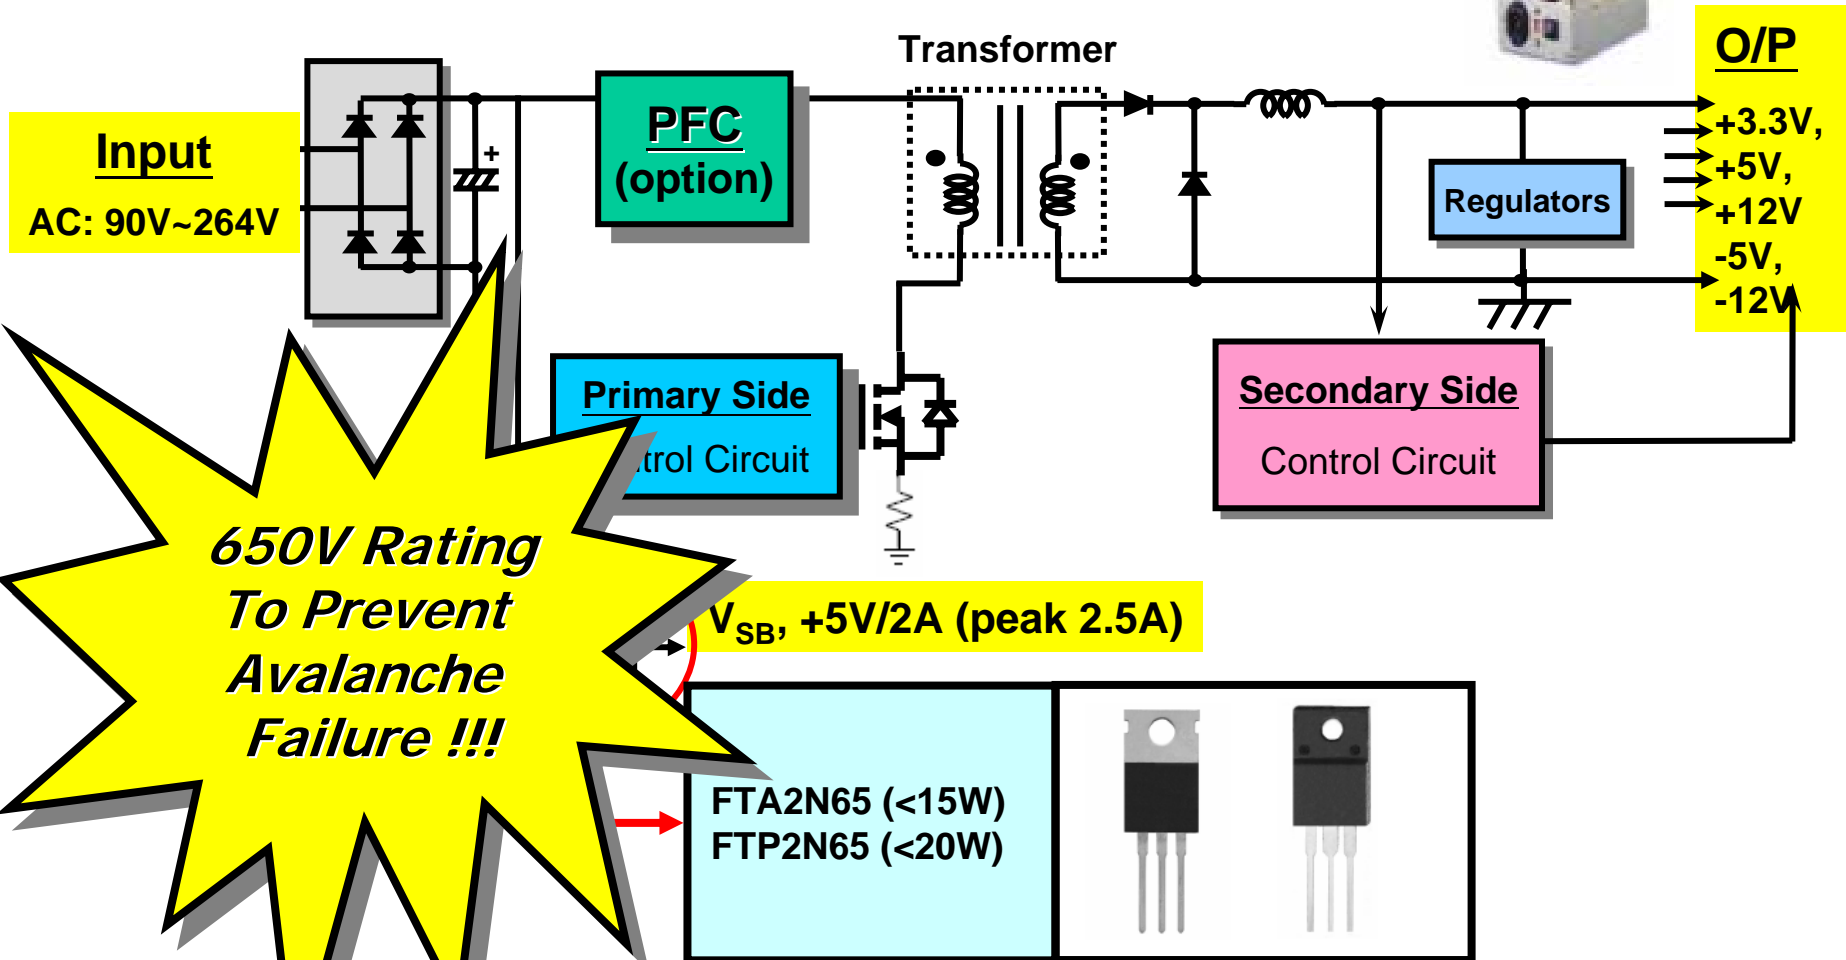 Transformer
O/P
+3.3V,
+5V,
+12V
-5V,
-12V
Input
AC: 90V~264V
PFC
(option)
+
Regulators
Primary Side
trol Circuit
Secondary Side
Control Circuit
650V Rating
To Prevent
Avalanche
Failure !!!
VSB, +5V/2A (peak 2.5A)
FTA2N65 (<15W)
FTP2N65 (<20W)